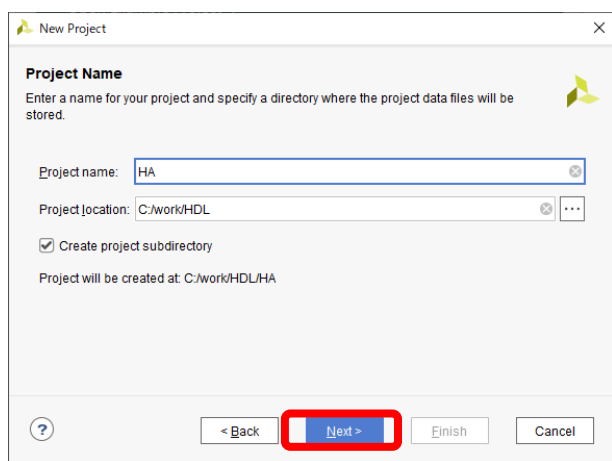 New Project
Project Name
Enter a name for your project and specify a directory where the project data files will be
stored.
Project name: HA
Project location: C:/work/HDL
Create project subdirectory
Project will be created at: C:/work/HDL/HA
? < Back Next > Finish Cancel